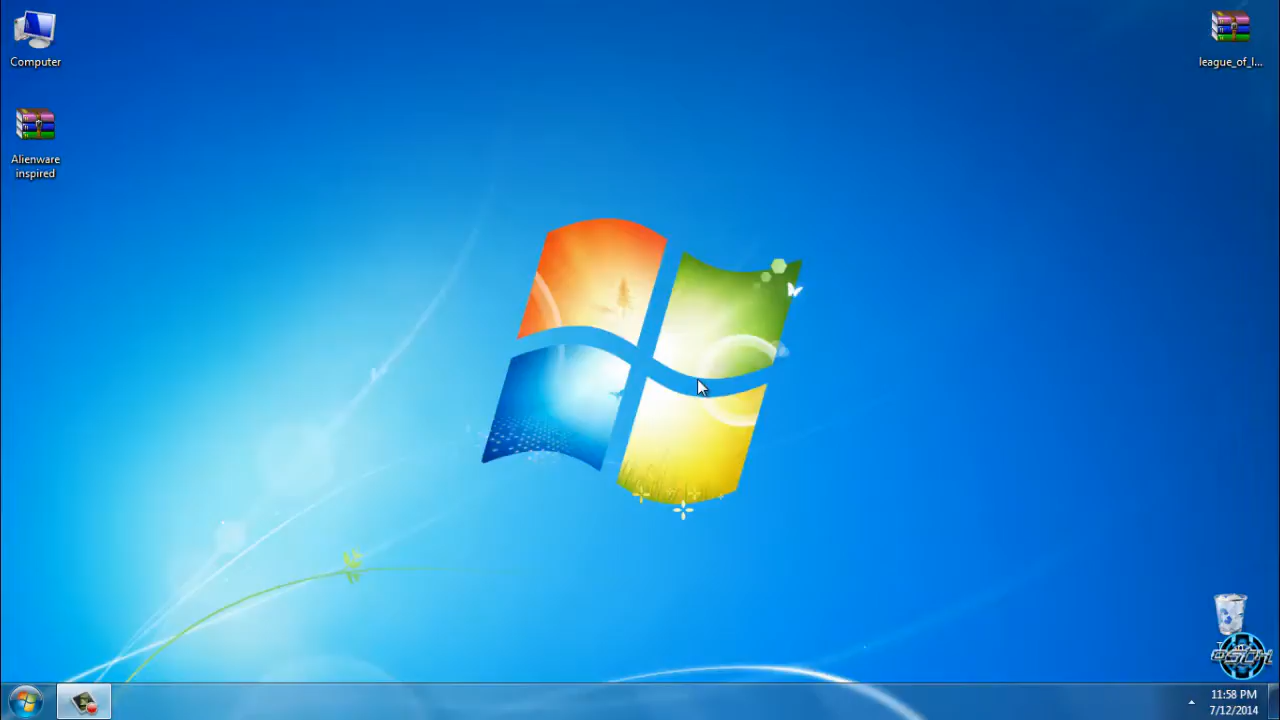 Computer
league_of_l...
Alienware
inspired
11:58 PM
7/12/2014